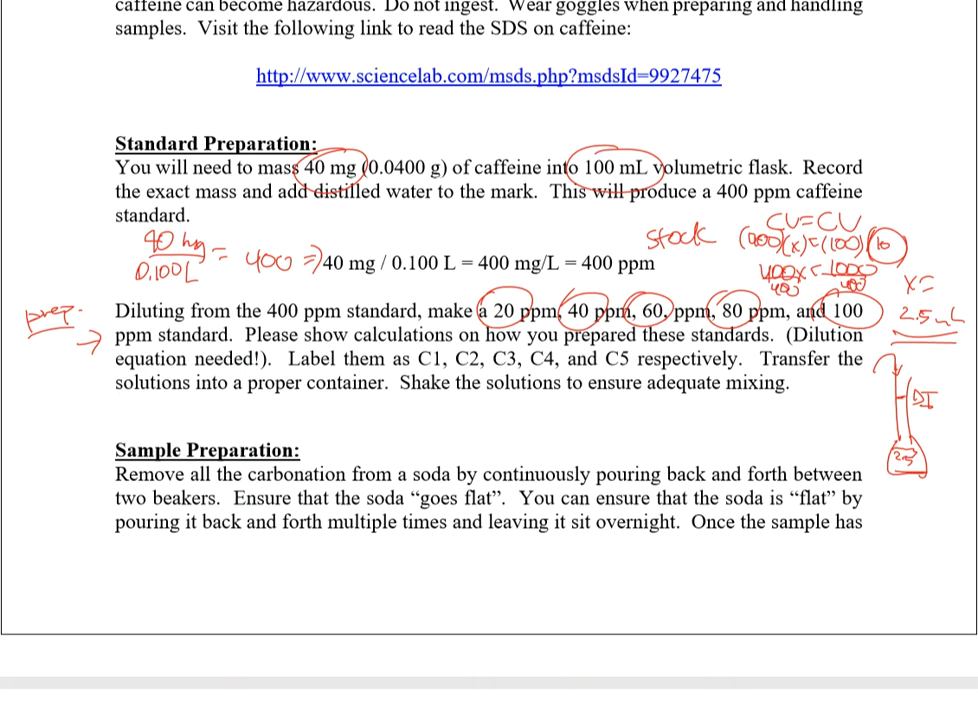 caffeine can become hazardous. Do not ingest. Wear goggles when preparing and handling
samples. Visit the following link to read the SDS on caffeine:
http://www.sciencelab.com/msds.php?msdsId=9927475
Standard Preparation:
You will need to mass 40 mg (0.0400 g) of caffeine into 100 mL volumetric flask. Record
the exact mass and add distilled water to the mark. This will produce a 400 ppm caffeine
standard.
CV=CV
stock (400)(x)=(100)(10
40 mg
0.100L
= 400 => 40 mg / 0.100 L = 400 mg/L = 400 ppm
400x = 1000
400 400
x=
2.5 mL
prep.
Diluting from the 400 ppm standard, make a 20 ppm, 40 ppm, 60, ppm, 80 ppm, and 100
ppm standard. Please show calculations on how you prepared these standards. (Dilution
equation needed!). Label them as C1, C2, C3, C4, and C5 respectively. Transfer the
solutions into a proper container. Shake the solutions to ensure adequate mixing.
DI
2.5
Sample Preparation:
Remove all the carbonation from a soda by continuously pouring back and forth between
two beakers. Ensure that the soda “goes flat”. You can ensure that the soda is “flat” by
pouring it back and forth multiple times and leaving it sit overnight. Once the sample has